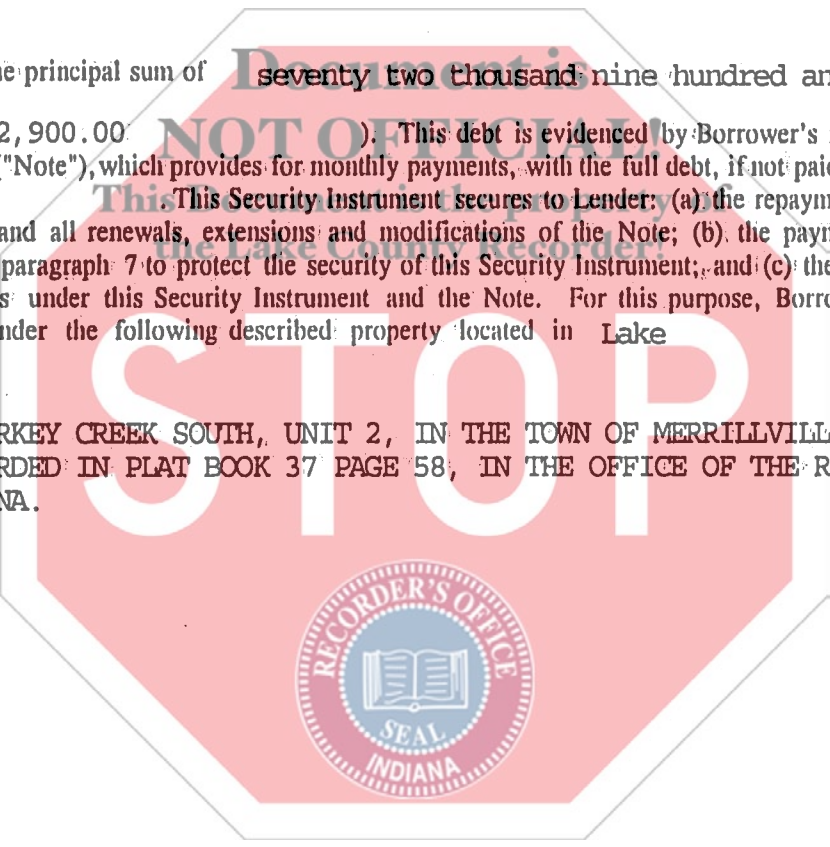 ne principal sum of seventy two thousand nine hundred an
Document is
2,900.00 ). This debt is evidenced by Borrower's
NOT OFFICIAL!
("Note"), which provides for monthly payments, with the full debt, if not paid
This Document is the property of
. This Security Instrument secures to Lender: (a) the repaym
and all renewals, extensions and modifications of the Note; (b) the paym
the Lake County Recorder!
paragraph 7 to protect the security of this Security Instrument; and (c) the
s under this Security Instrument and the Note. For this purpose, Borro
nder the following described property located in Lake
STOP
RKEY CREEK SOUTH, UNIT 2, IN THE TOWN OF MERRILLVILL
RDED IN PLAT BOOK 37 PAGE 58, IN THE OFFICE OF THE R
NA.
RECORDER'S OFFICE
SEAL
INDIANA